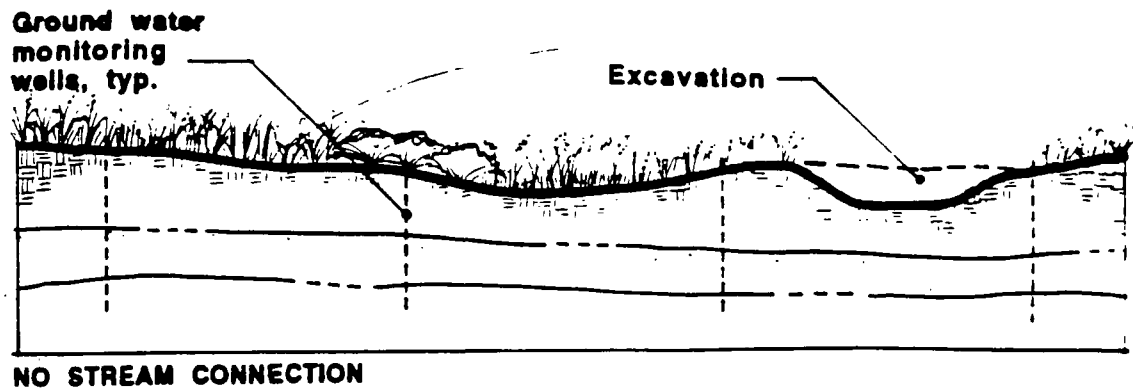 Ground water
monitoring
wells, typ.
Excavation
NO STREAM CONNECTION